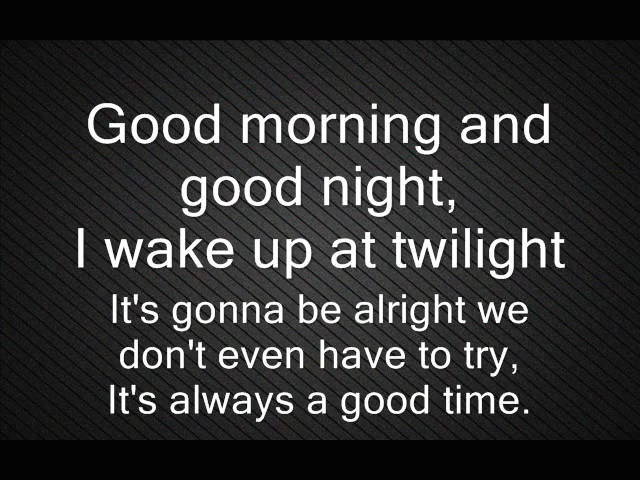 Good morning and
good night,
I wake up at twilight
It's gonna be alright we
don't even have to try,
It's always a good time.